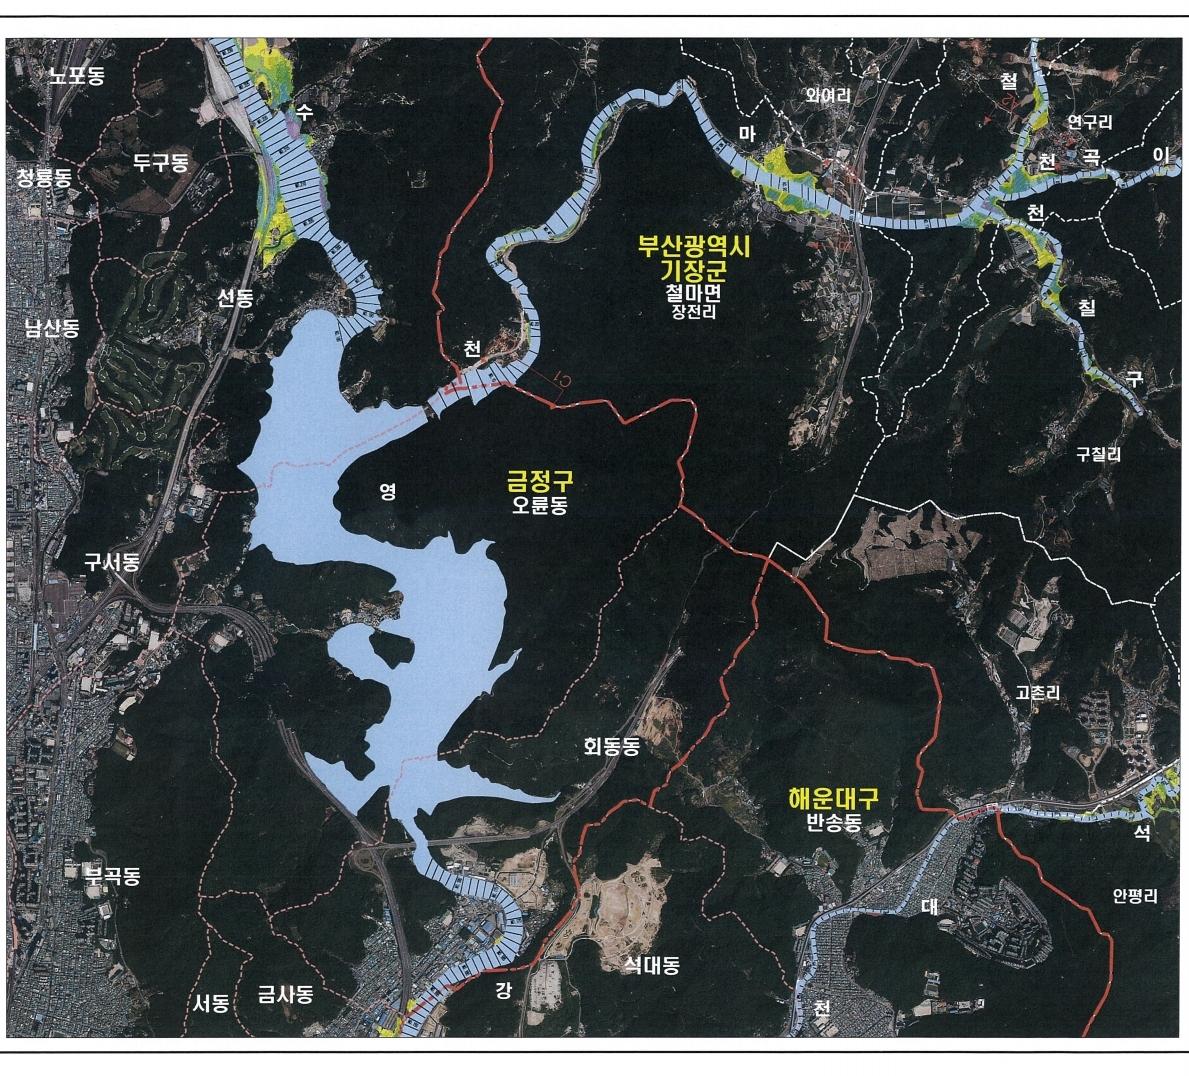 노포동
수
철
와여리
마
연구리
두구동
천
곡
이
청룡동
천
부산광역시
기장군
철마면
장전리
선동
남산동
칠
천
구
C1
구칠리
금정구
오륜동
영
구서동
고촌리
회동동
해운대구
반송동
석
부곡동
안평리
대
석대동
서동
금사동
강
천